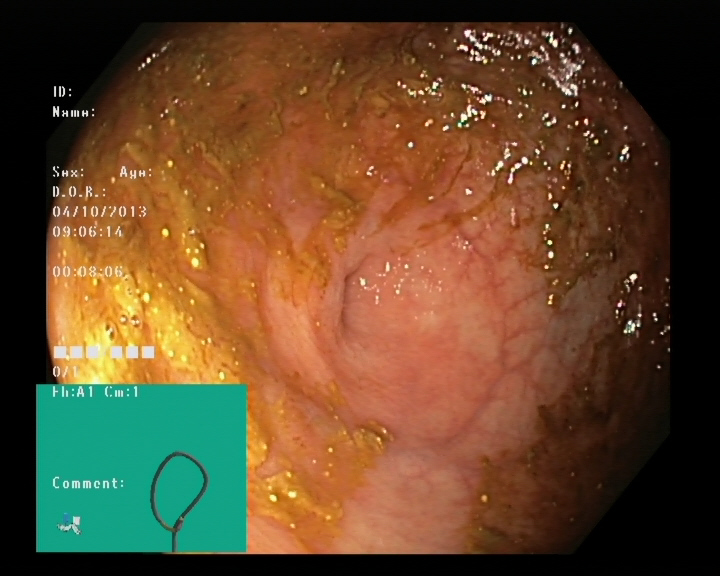 ID:
Name:
Sex: Age:
D.O.B.:
04/10/2013
09:06:14
00:08:06
0/1
Eh:A1 Cm:1
Comment: